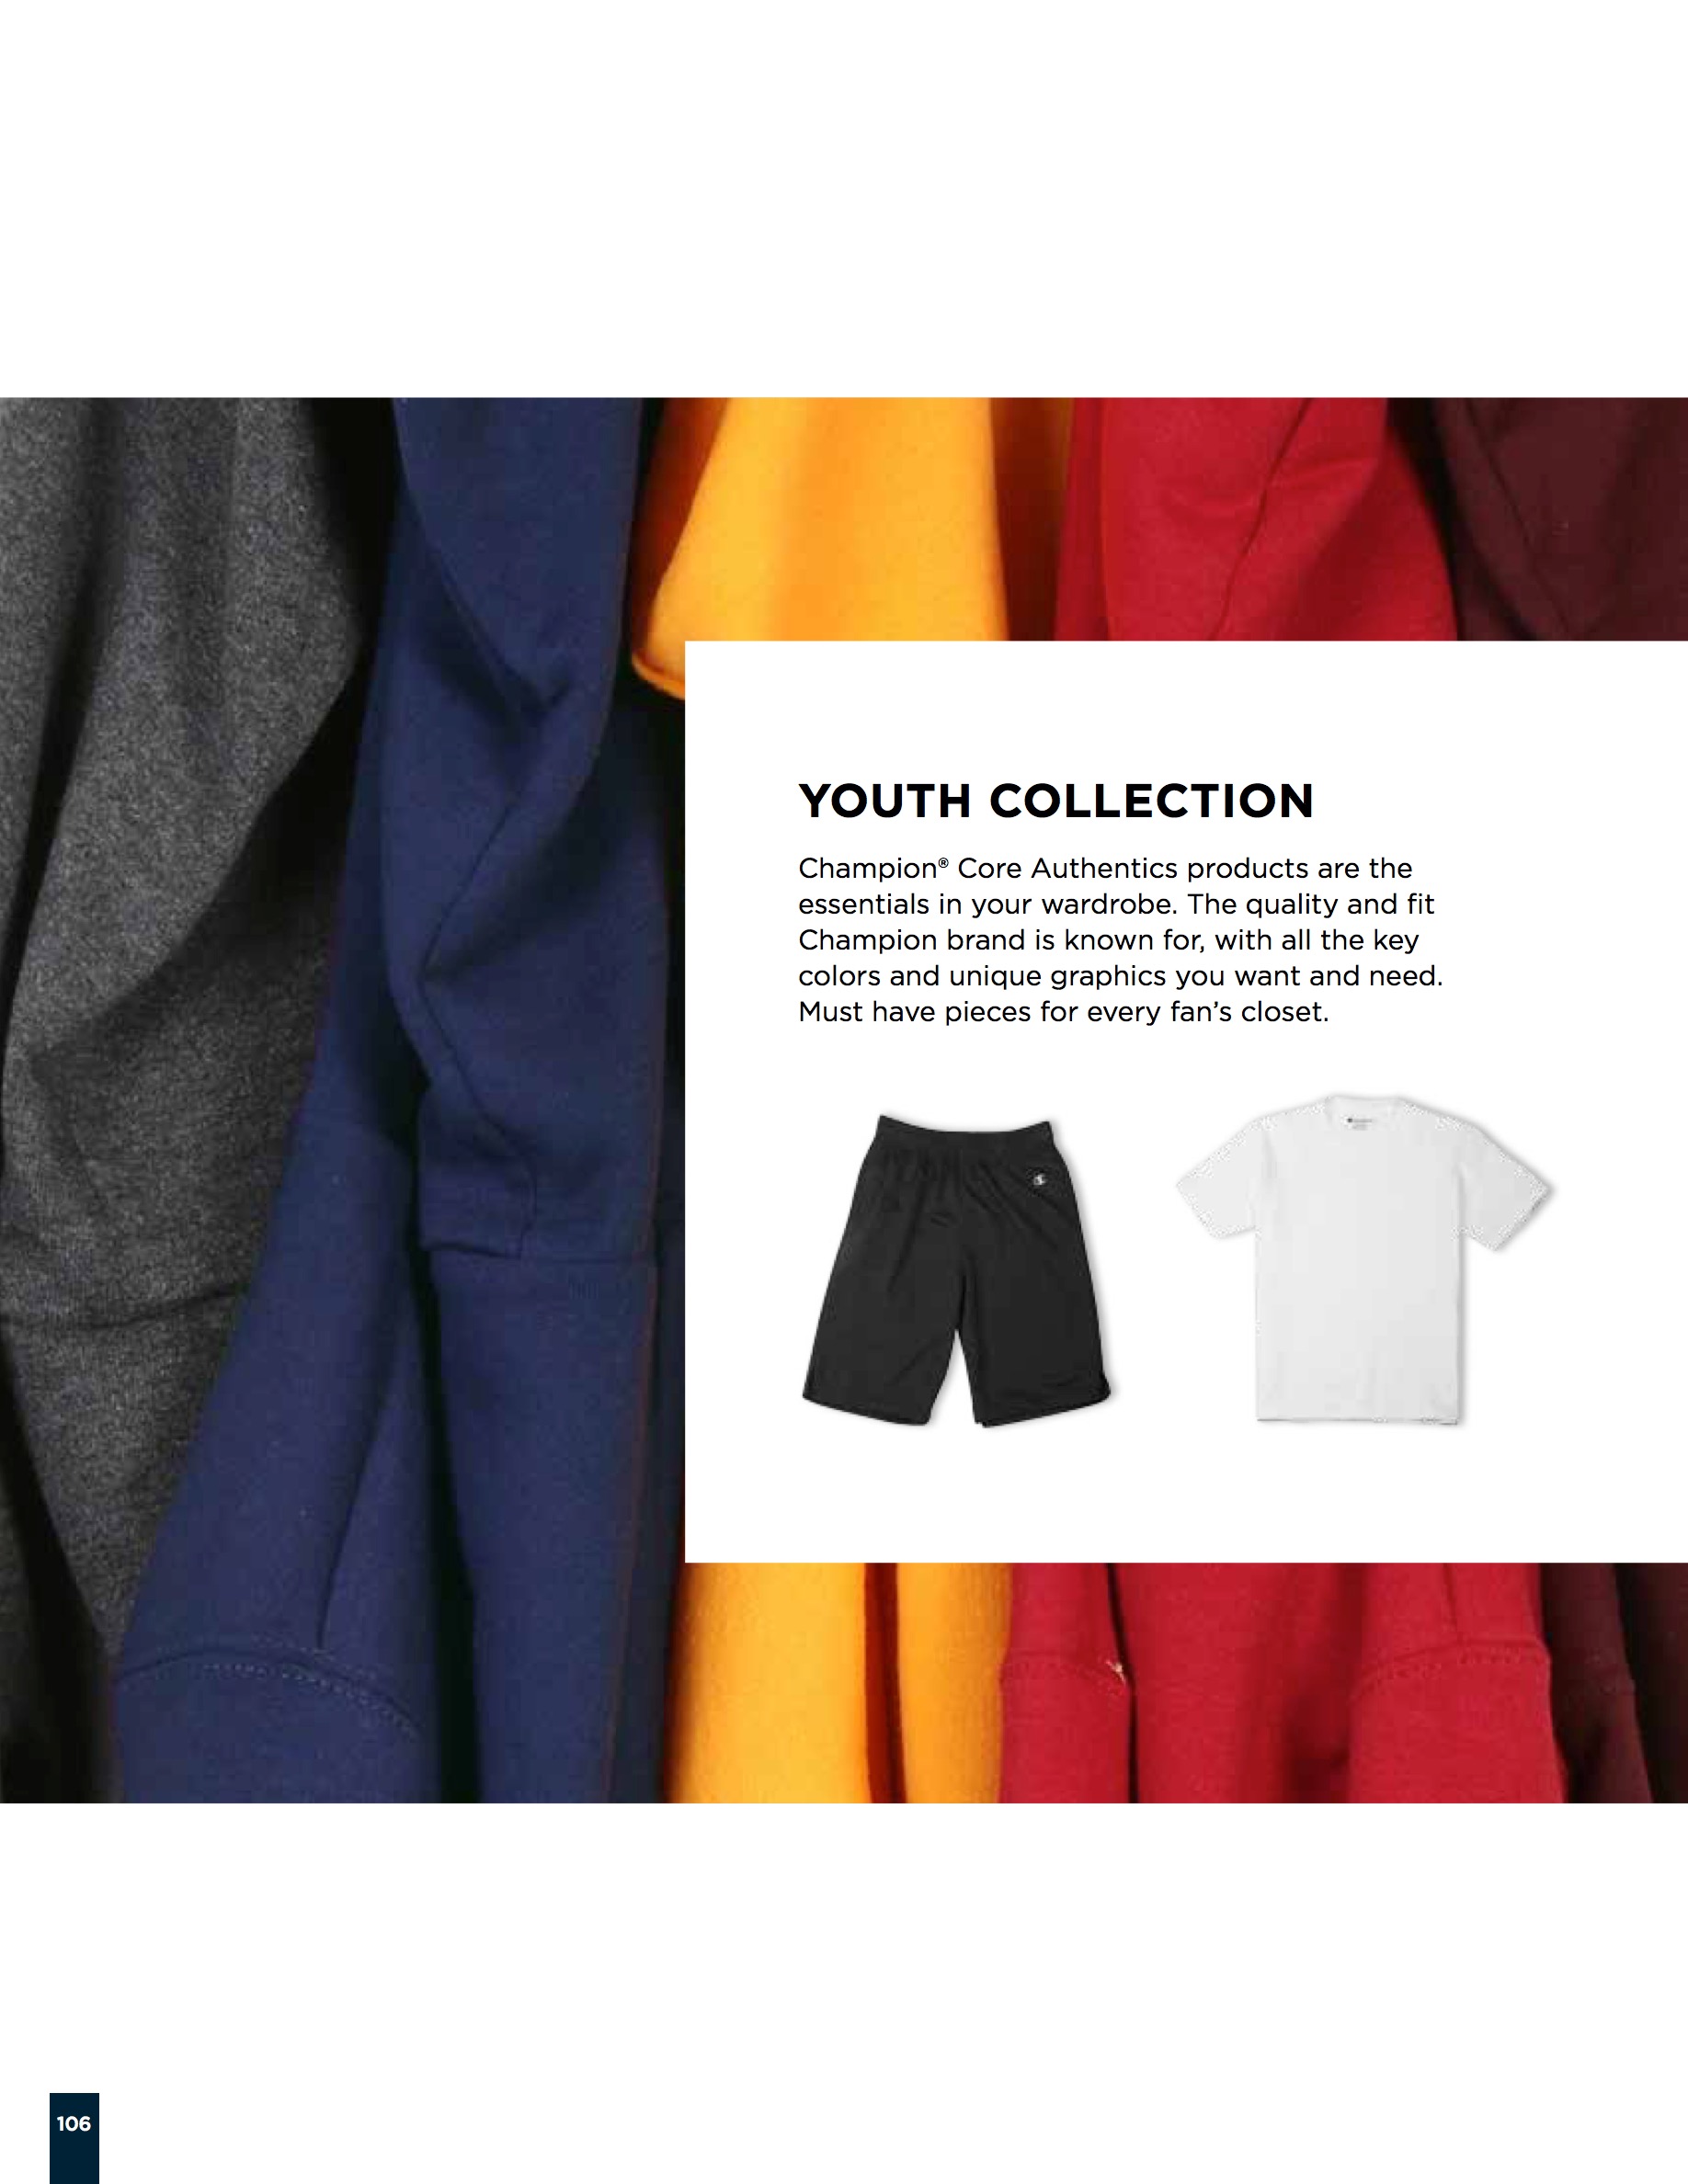 YOUTH COLLECTION
Champion® Core Authentics products are the
essentials in your wardrobe. The quality and fit
Champion brand is known for, with all the key
colors and unique graphics you want and need.
Must have pieces for every fan’s closet.
106